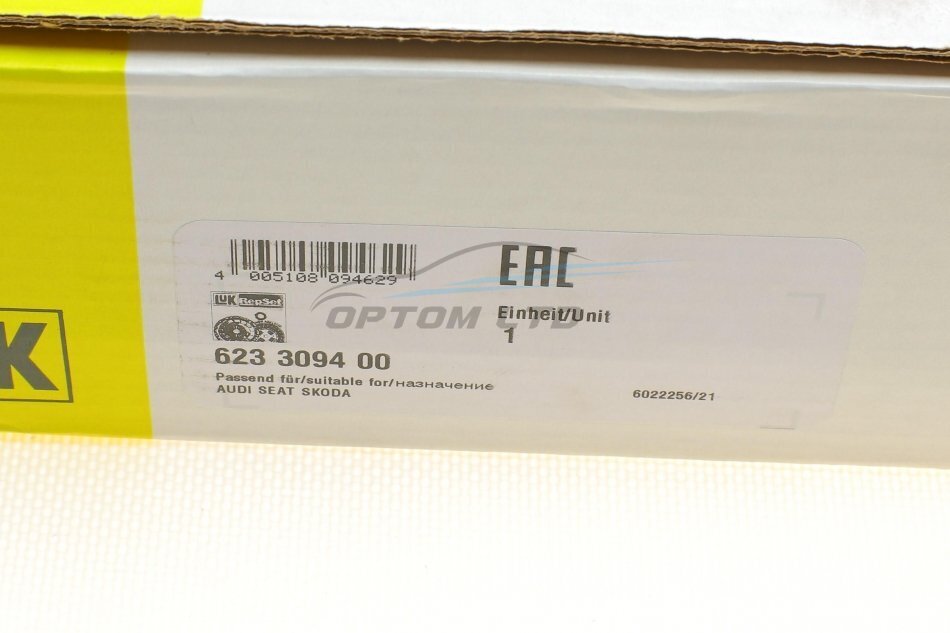 K
EAC
4 005108 094629
LUK RepSet
OPTOM LTD
Einheit/Unit
1
623 3094 00
Passend für/suitable for/назначение
AUDI SEAT SKODA
6022256/21